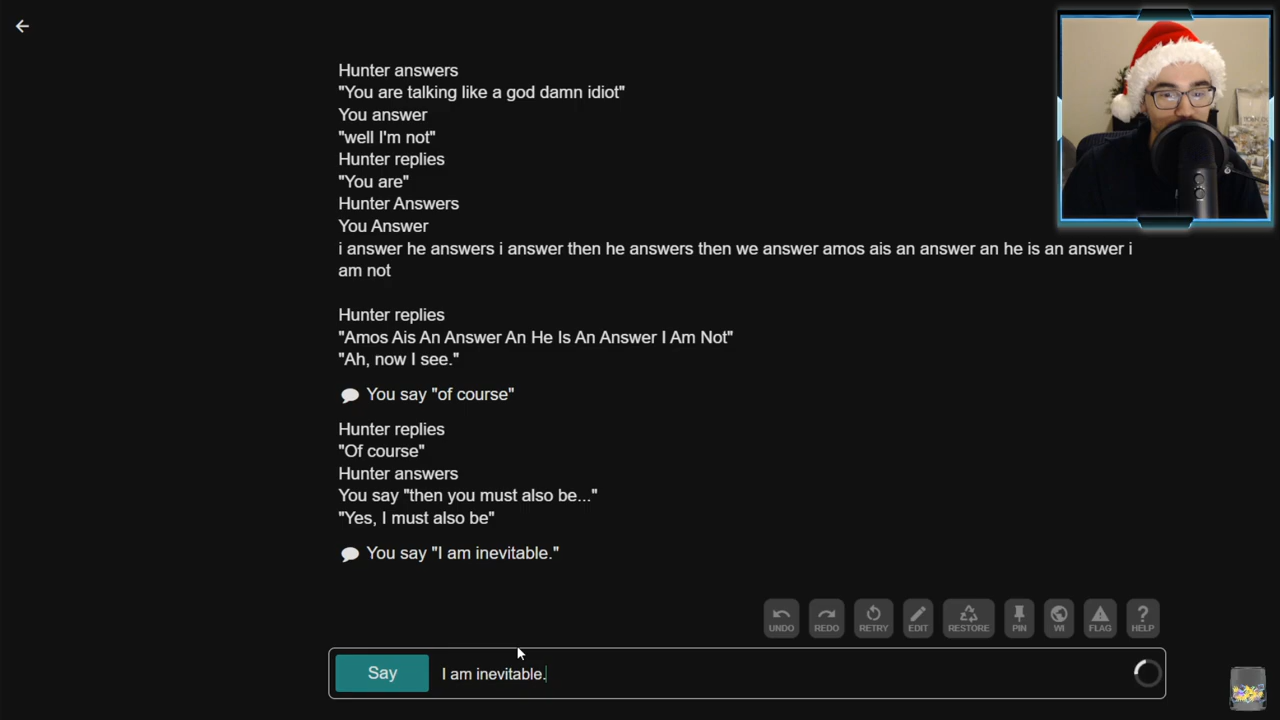 Hunter answers
"You are talking like a god damn idiot"
You answer
"well I'm not"
Hunter replies
"You are"
Hunter Answers
You Answer
i answer he answers i answer then he answers then we answer amos ais an answer an he is an answer i
am not
Hunter replies
"Amos Ais An Answer An He Is An Answer I Am Not"
"Ah, now I see."
You say "of course"
Hunter replies
"Of course"
Hunter answers
You say "then you must also be..."
"Yes, I must also be"
You say "I am inevitable."
UNDO REDO RETRY EDIT RESTORE PIN WI FLAG HELP
Say I am inevitable.